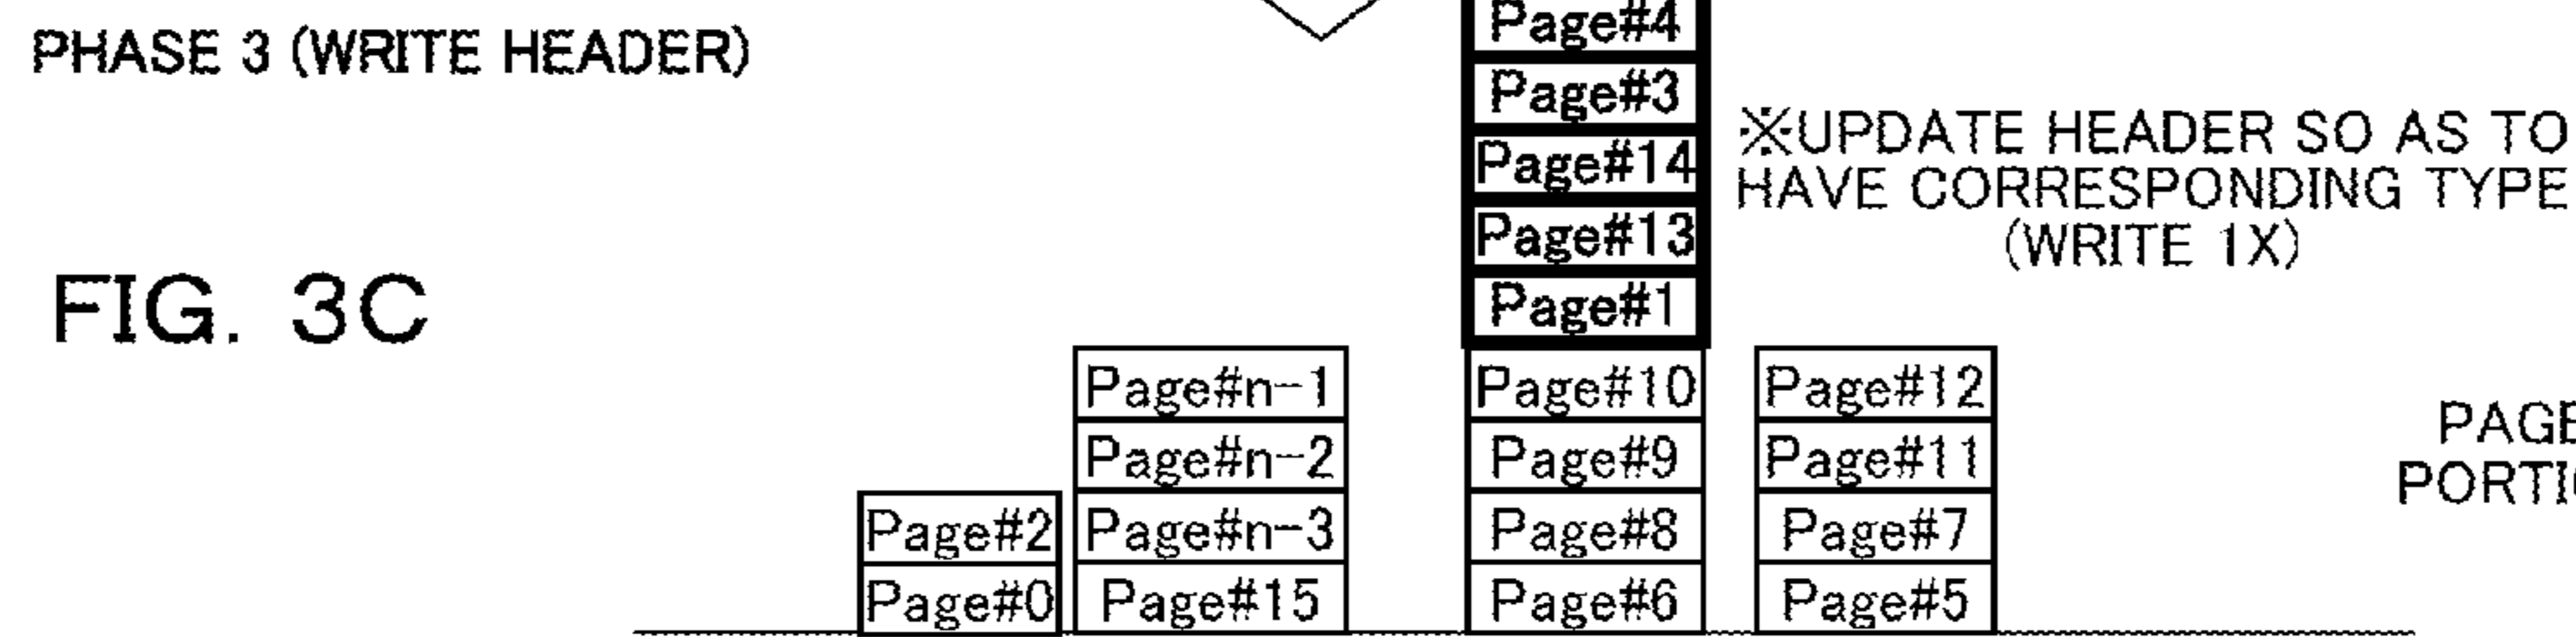 PHASE 3 (WRITE HEADER)
Page#4
Page#3
Page#14
Page#13
Page#1
※UPDATE HEADER SO AS TO
HAVE CORRESPONDING TYPE
(WRITE 1X)
FIG. 3C
Page#2
Page#0
Page#n-1
Page#n-2
Page#n-3
Page#15
Page#10
Page#9
Page#8
Page#6
Page#12
Page#11
Page#7
Page#5